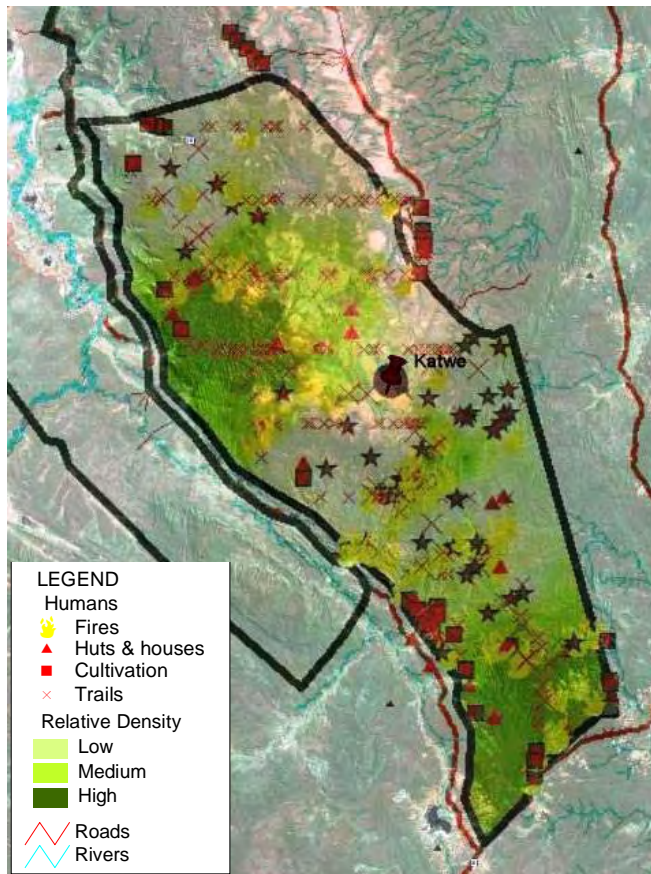 Katwe
LEGEND
Humans
Fires
Huts & houses
Cultivation
Trails
Relative Density
Low
Medium
High
Roads
Rivers